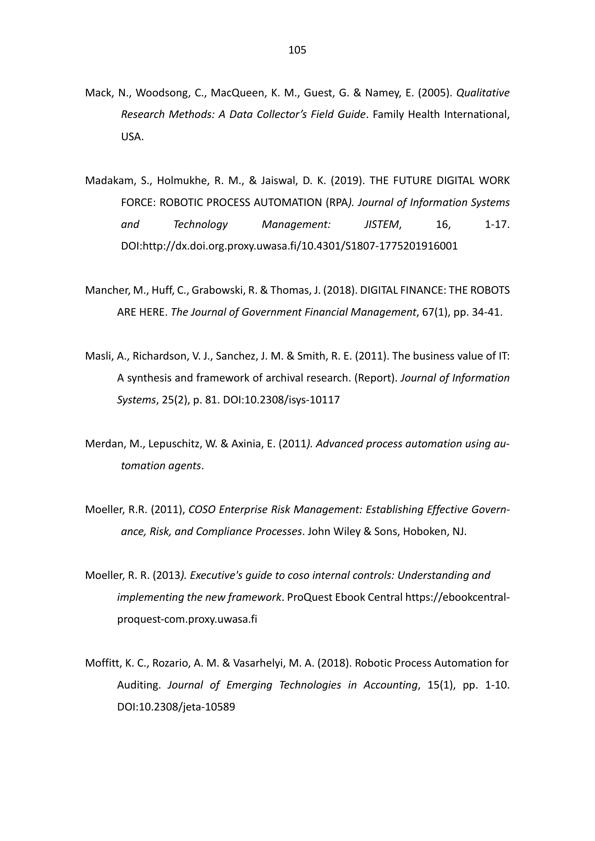 105
Mack, N., Woodsong, C., MacQueen, K. M., Guest, G. & Namey, E. (2005). Qualitative
Research Methods: A Data Collector’s Field Guide. Family Health International,
USA.
Madakam, S., Holmukhe, R. M., & Jaiswal, D. K. (2019). THE FUTURE DIGITAL WORK
FORCE: ROBOTIC PROCESS AUTOMATION (RPA). Journal of Information Systems
and Technology Management: JISTEM, 16, 1-17.
DOI:http://dx.doi.org.proxy.uwasa.fi/10.4301/S1807-1775201916001
Mancher, M., Huff, C., Grabowski, R. & Thomas, J. (2018). DIGITAL FINANCE: THE ROBOTS
ARE HERE. The Journal of Government Financial Management, 67(1), pp. 34-41.
Masli, A., Richardson, V. J., Sanchez, J. M. & Smith, R. E. (2011). The business value of IT:
A synthesis and framework of archival research. (Report). Journal of Information
Systems, 25(2), p. 81. DOI:10.2308/isys-10117
Merdan, M., Lepuschitz, W. & Axinia, E. (2011). Advanced process automation using au-
tomation agents.
Moeller, R.R. (2011), COSO Enterprise Risk Management: Establishing Effective Govern-
ance, Risk, and Compliance Processes. John Wiley & Sons, Hoboken, NJ.
Moeller, R. R. (2013). Executive's guide to coso internal controls: Understanding and
implementing the new framework. ProQuest Ebook Central https://ebookcentral-
proquest-com.proxy.uwasa.fi
Moffitt, K. C., Rozario, A. M. & Vasarhelyi, M. A. (2018). Robotic Process Automation for
Auditing. Journal of Emerging Technologies in Accounting, 15(1), pp. 1-10.
DOI:10.2308/jeta-10589